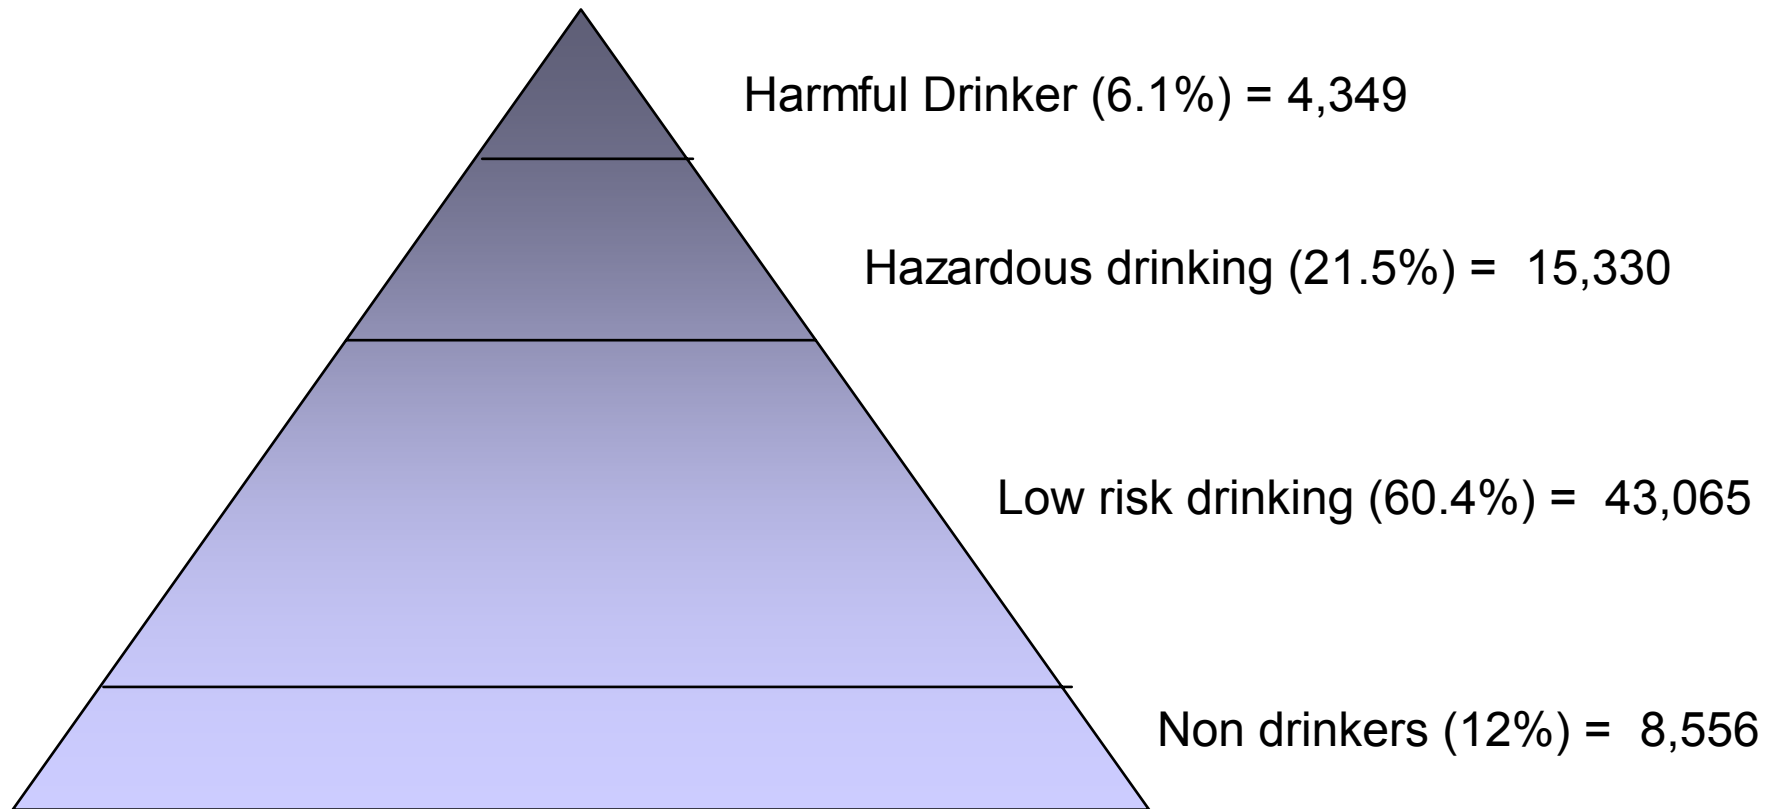 Harmful Drinker (6.1%) = 4,349
Hazardous drinking (21.5%) = 15,330
Low risk drinking (60.4%) = 43,065
Non drinkers (12%) = 8,556